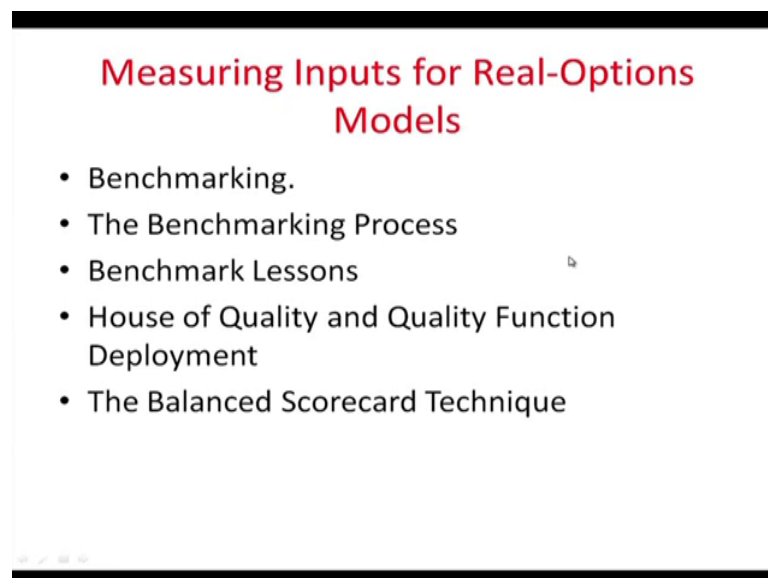 Measuring Inputs for Real-Options
Models
• Benchmarking.
• The Benchmarking Process
• Benchmark Lessons
• House of Quality and Quality Function
Deployment
• The Balanced Scorecard Technique